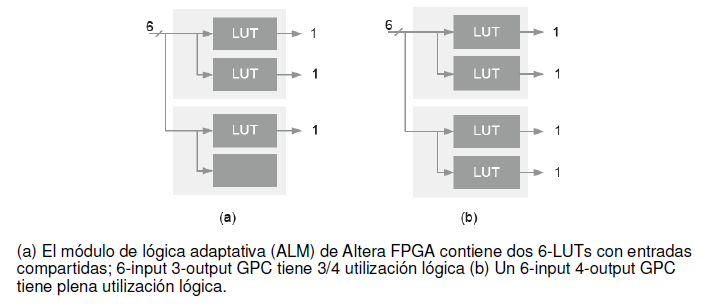 6 LUT 1
LUT 1
LUT 1
(a)
6 LUT 1
LUT 1
LUT 1
LUT 1
(b)
(a) El módulo de lógica adaptativa (ALM) de Altera FPGA contiene dos 6-LUTs con entradas
compartidas; 6-input 3-output GPC tiene 3/4 utilización lógica (b) Un 6-input 4-output GPC
tiene plena utilización lógica.